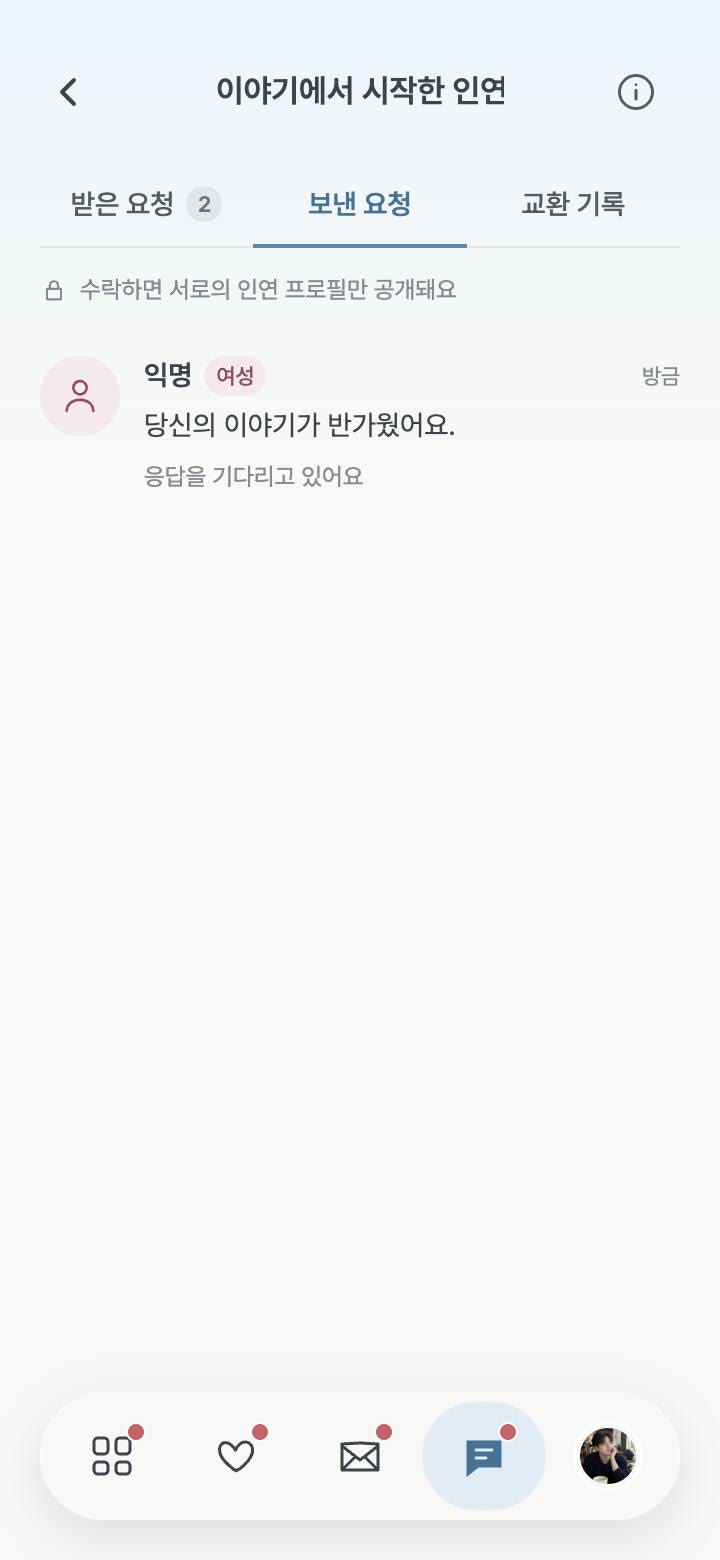 이야기에서 시작한 인연
받은 요청 2
보낸 요청
교환 기록
수락하면 서로의 인연 프로필만 공개돼요
익명 여성 방금
당신의 이야기가 반가웠어요.
응답을 기다리고 있어요